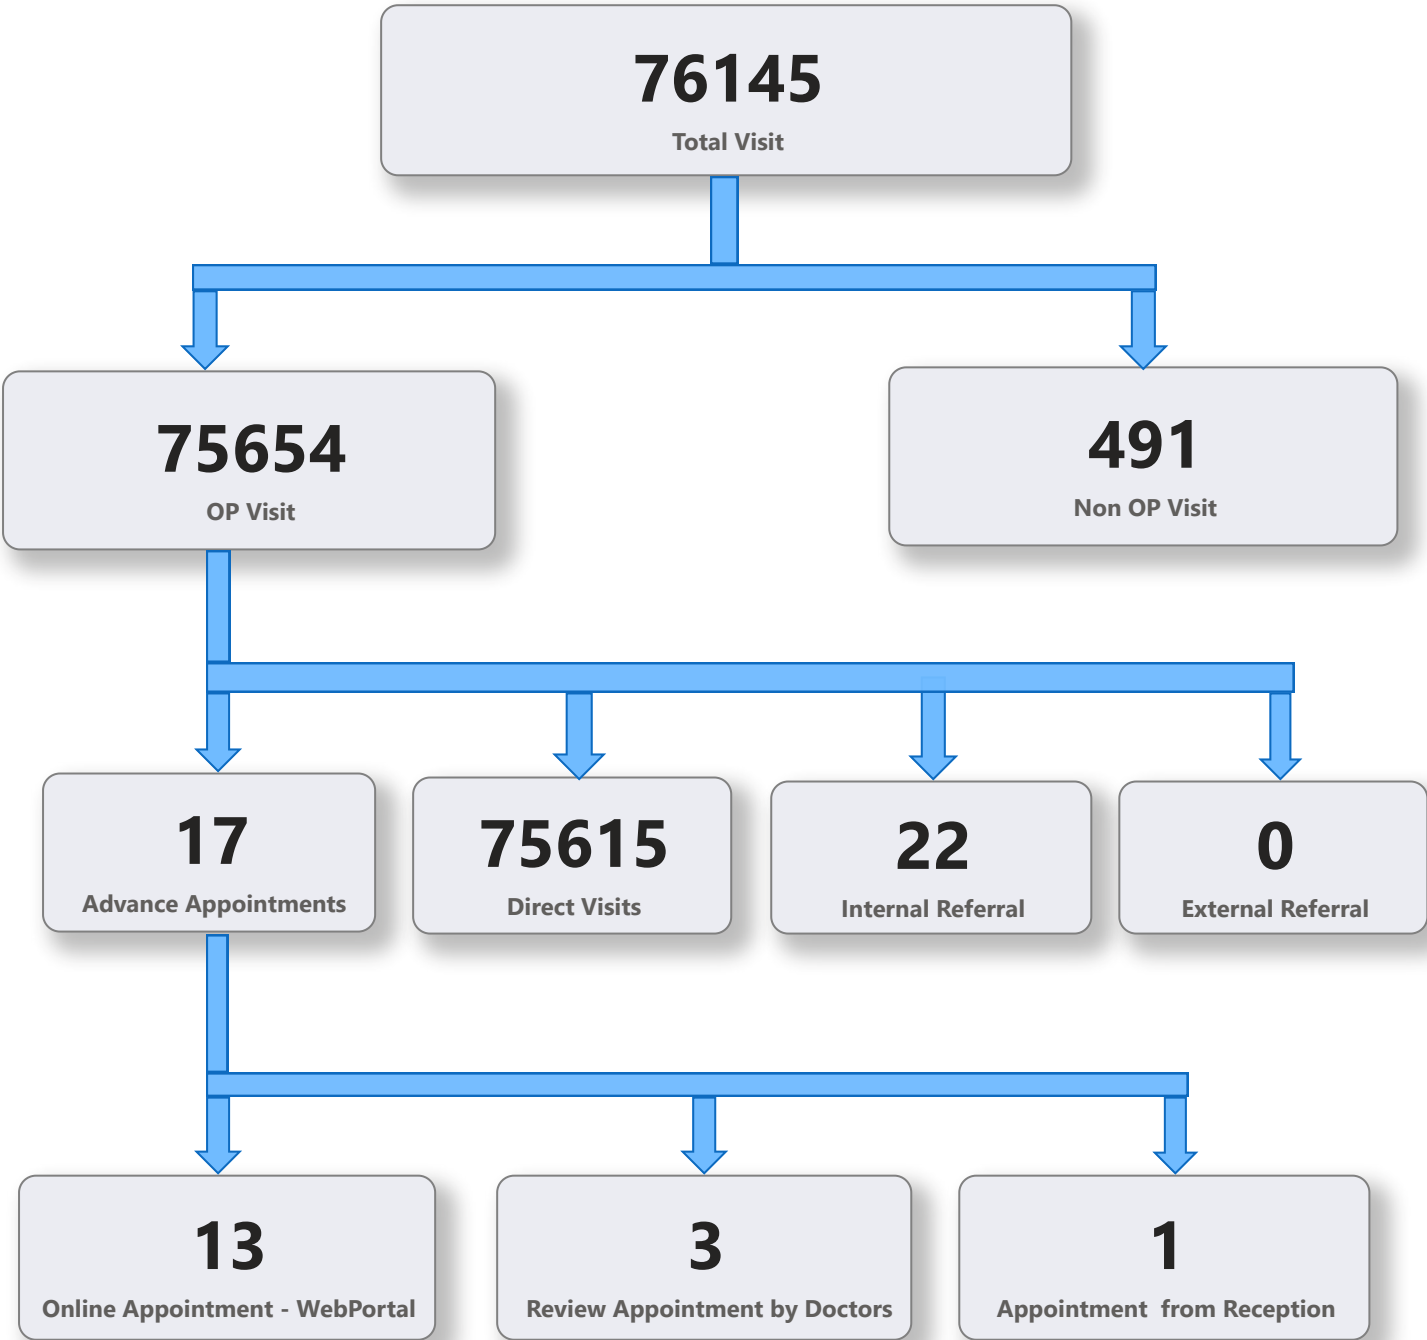 76145
Total Visit
75654
OP Visit
491
Non OP Visit
17
Advance Appointments
75615
Direct Visits
22
Internal Referral
0
External Referral
13
Online Appointment - WebPortal
3
Review Appointment by Doctors
1
Appointment  from Reception